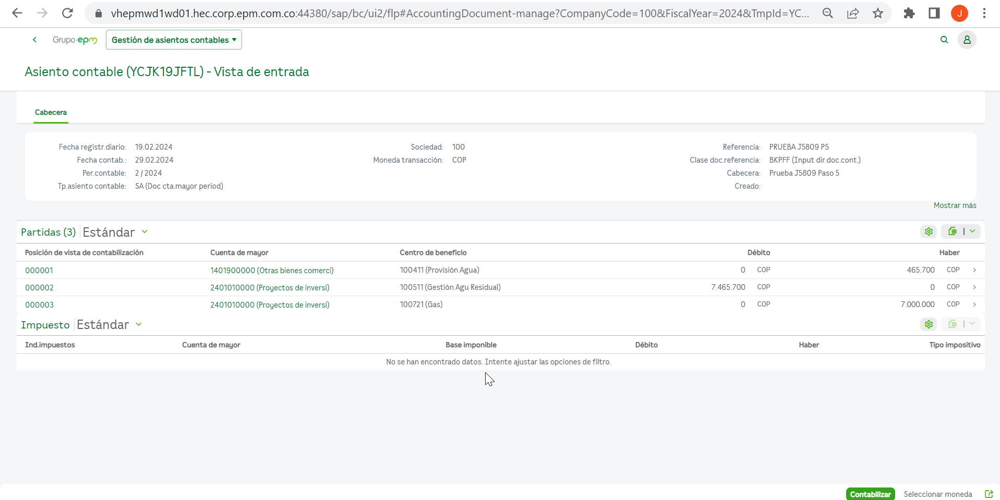 vhepmwd1wd01.hec.corp.epm.com.co:44380/sap/bc/ui2/flp#AccountingDocument-manage?CompanyCode=100&FiscalYear=2024&TmpId=YC...
J
Grupo·epm
Gestión de asientos contables
Asiento contable (YCJK19JFTL) - Vista de entrada
Cabecera
Fecha registr.diario: 19.02.2024 Sociedad: 100 Referencia: PRUEBA J5809 P5
Fecha contab.: 29.02.2024 Moneda transacción: COP Clase doc.referencia: BKPFF (Input dir.doc.cont.)
Per.contable: 2 / 2024 Cabecera: Prueba J5809 Paso 5
Tp.asiento contable: SA (Doc cta.mayor period) Creado:
Mostrar más
Partidas (3) Estándar
Posición de vista de contabilización Cuenta de mayor Centro de beneficio Débito Haber
000001 1401900000 (Otras bienes comerci) 100411 (Provisión Agua) 0 COP 465.700 COP
000002 2401010000 (Proyectos de inversi) 100511 (Gestión Agu Residual) 7.465.700 COP 0 COP
000003 2401010000 (Proyectos de inversi) 100721 (Gas) 0 COP 7.000.000 COP
Impuesto Estándar
Ind.impuestos Cuenta de mayor Base imponible Débito Haber Tipo impositivo
No se han encontrado datos. Intente ajustar las opciones de filtro.
Contabilizar Seleccionar moneda